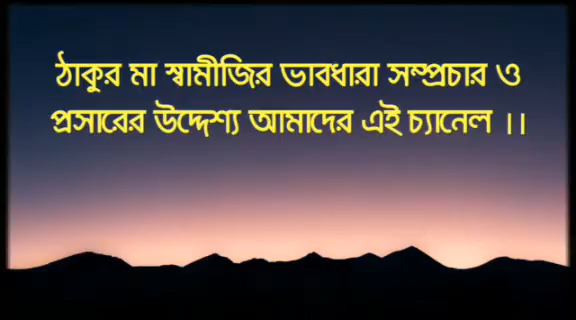 ঠাকুর মা স্বামীজির ভাবধারা সম্প্রচার ও
প্রসারের উদ্দেশ্য আমাদের এই চ্যানেল ।।